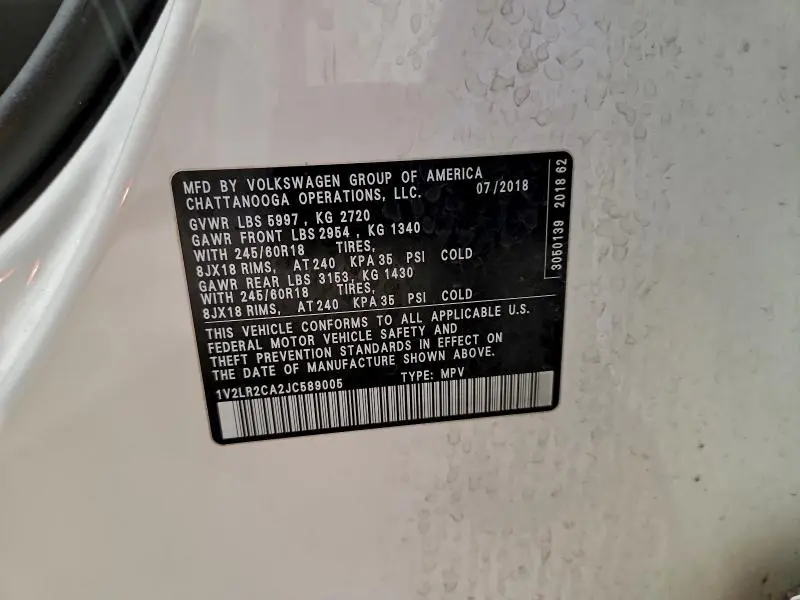 MFD BY VOLKSWAGEN GROUP OF AMERICA
CHATTANOOGA OPERATIONS, LLC. 07/2018
GVWR LBS 5997 , KG 2720
GAWR FRONT LBS 2954 , KG 1340
WITH 245/60R18 TIRES,
8JX18 RIMS, AT 240 KPA 35 PSI COLD
GAWR REAR LBS 3153, KG 1430
WITH 245/60R18 TIRES,
8JX18 RIMS, AT 240 KPA 35 PSI COLD
THIS VEHICLE CONFORMS TO ALL APPLICABLE U.S.
FEDERAL MOTOR VEHICLE SAFETY AND
THEFT PREVENTION STANDARDS IN EFFECT ON
THE DATE OF MANUFACTURE SHOWN ABOVE.
1V2LR2CA2JC589005 TYPE: MPV
3050139 2018 62